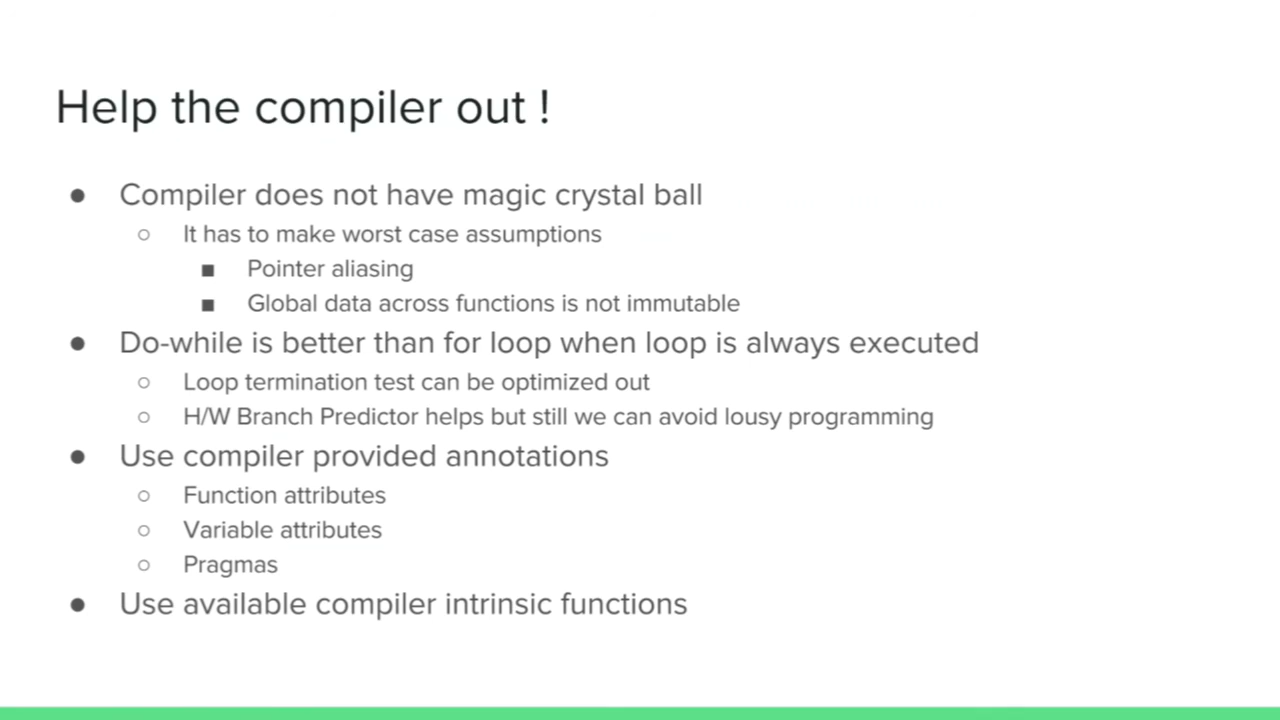 Help the compiler out !
● Compiler does not have magic crystal ball
○ It has to make worst case assumptions
■ Pointer aliasing
■ Global data across functions is not immutable
● Do-while is better than for loop when loop is always executed
○ Loop termination test can be optimized out
○ H/W Branch Predictor helps but still we can avoid lousy programming
● Use compiler provided annotations
○ Function attributes
○ Variable attributes
○ Pragmas
● Use available compiler intrinsic functions